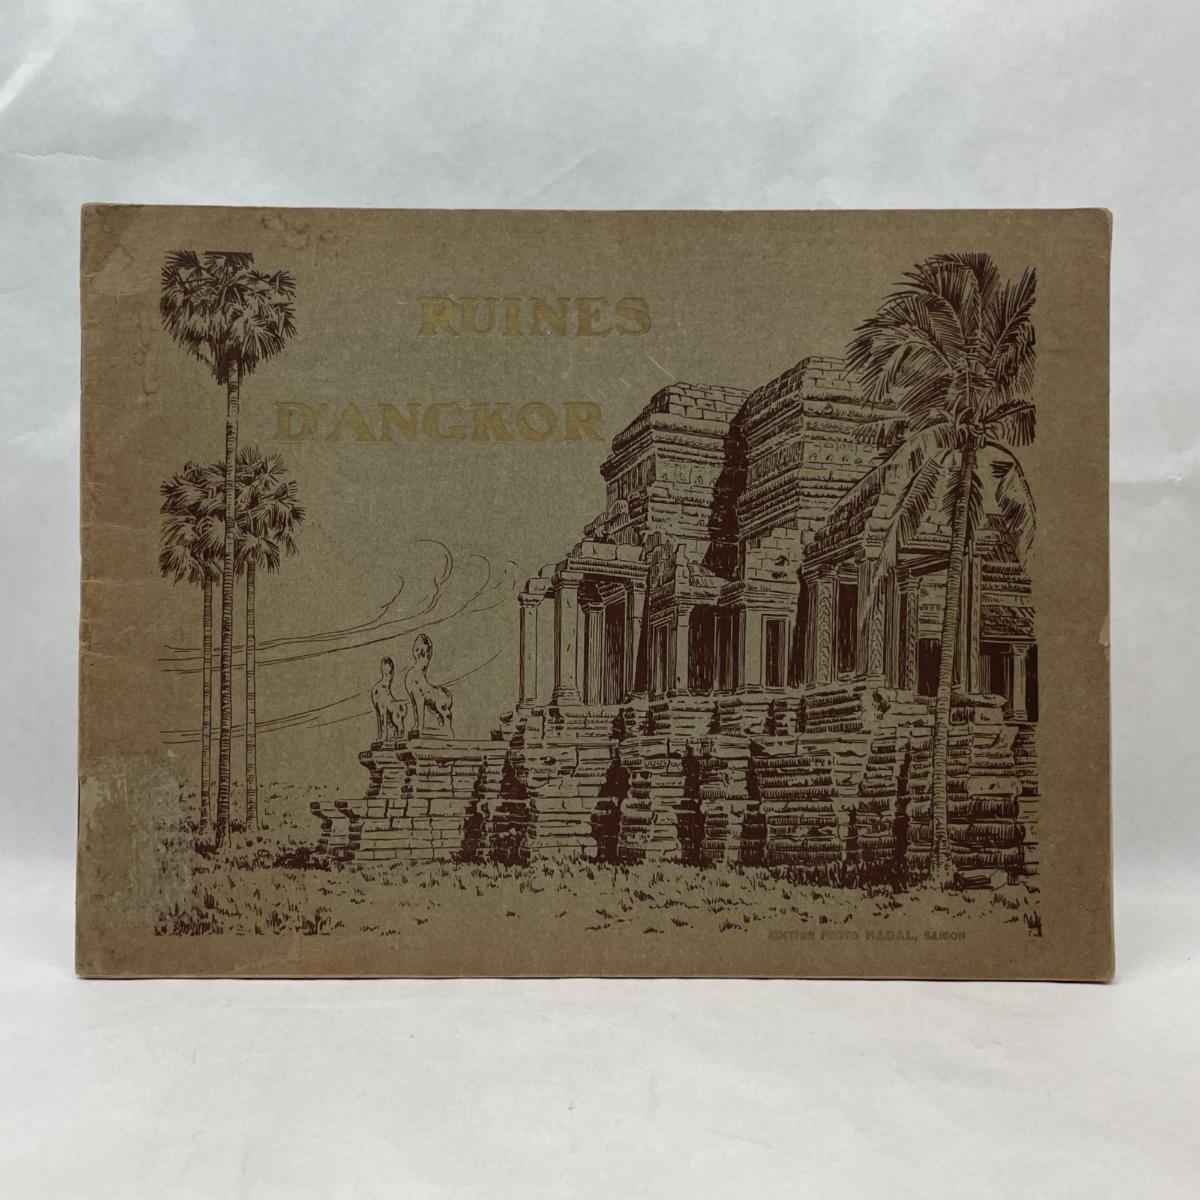 RUINES
D'ANGKOR
EDITION PHOTO NADAL, SAIGON